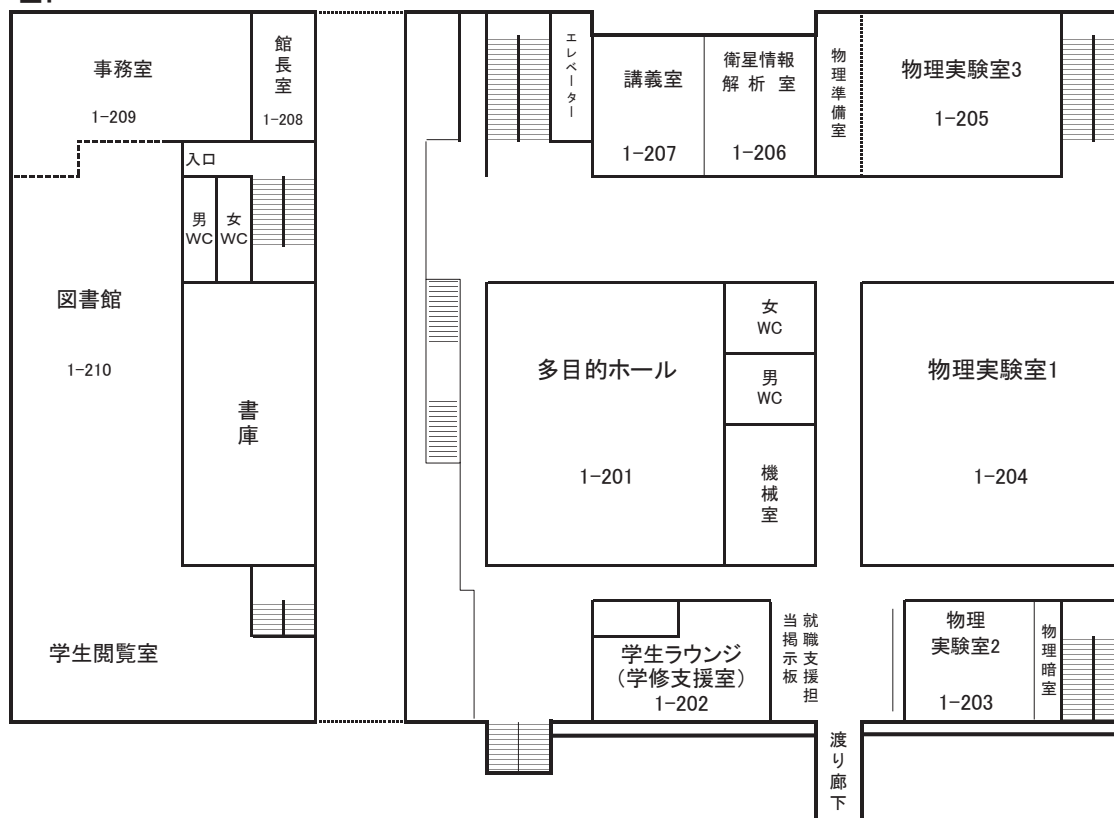 事務室
1-209
館長室
1-208
エレベーター
講義室
1-207
衛星情報
解析室
1-206
物理準備室
物理実験室3
1-205
入口
男
WC
女
WC
図書館
1-210
書庫
学生閲覧室
多目的ホール
1-201
女
WC
男
WC
機械室
物理実験室1
1-204
学生ラウンジ
(学修支援室)
1-202
就職支援担
当掲示板
物理
実験室2
1-203
物理暗室
渡り廊下